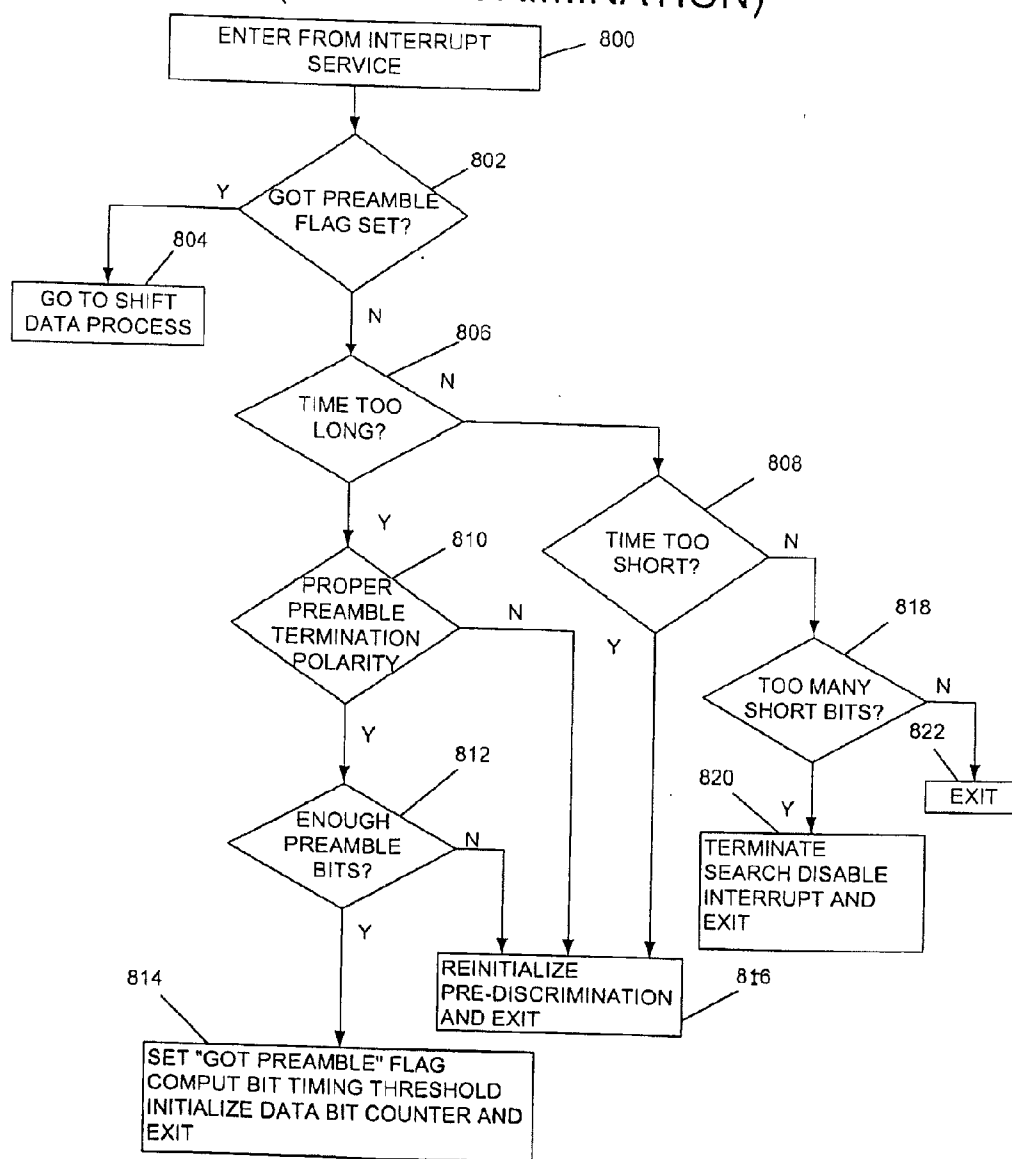 ENTER FROM INTERRUPT
SERVICE
800
802
GOT PREAMBLE
FLAG SET?
Y
804
GO TO SHIFT
DATA PROCESS
N
806
TIME TOO
LONG?
N
808
Y
TIME TOO
SHORT?
N
810
PROPER
PREAMBLE
TERMINATION
POLARITY
N
Y
818
TOO MANY
SHORT BITS?
N
822
EXIT
Y
812
ENOUGH
PREAMBLE
BITS?
N
820
Y
TERMINATE
SEARCH DISABLE
INTERRUPT AND
EXIT
Y
REINITIALIZE
PRE-DISCRIMINATION
AND EXIT
816
814
SET "GOT PREAMBLE" FLAG
COMPUT BIT TIMING THRESHOLD
INITIALIZE DATA BIT COUNTER AND
EXIT